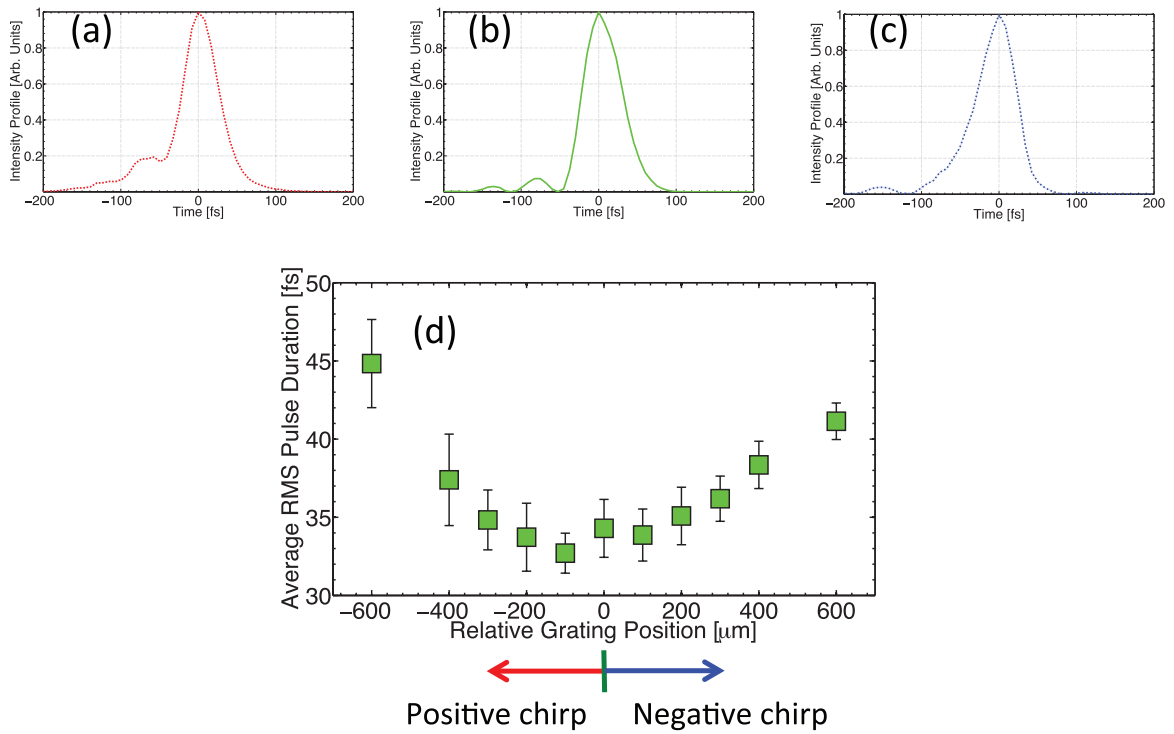 (a)
Intensity Profile [Arb. Units]
1
0.8
0.6
0.4
0.2
−200 −100 0 100 200
Time [fs]
(b)
Intensity Profile [Arb. Units]
1
0.8
0.6
0.4
0.2
−200 −100 0 100 200
Time [fs]
(c)
Intensity Profile [Arb. Units]
1
0.8
0.6
0.4
0.2
−200 −100 0 100 200
Time [fs]
(d)
Average RMS Pulse Duration [fs]
50
45
40
35
30
−600 −400 −200 0 200 400 600
Relative Grating Position [μm]
Positive chirp Negative chirp